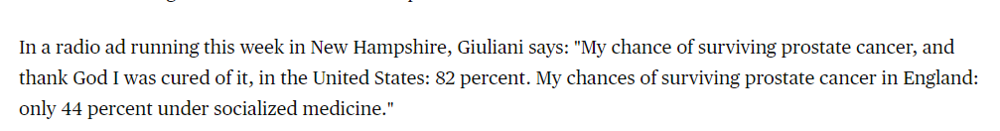 In a radio ad running this week in New Hampshire, Giuliani says: "My chance of surviving prostate cancer, and
thank God I was cured of it, in the United States: 82 percent. My chances of surviving prostate cancer in England:
only 44 percent under socialized medicine."